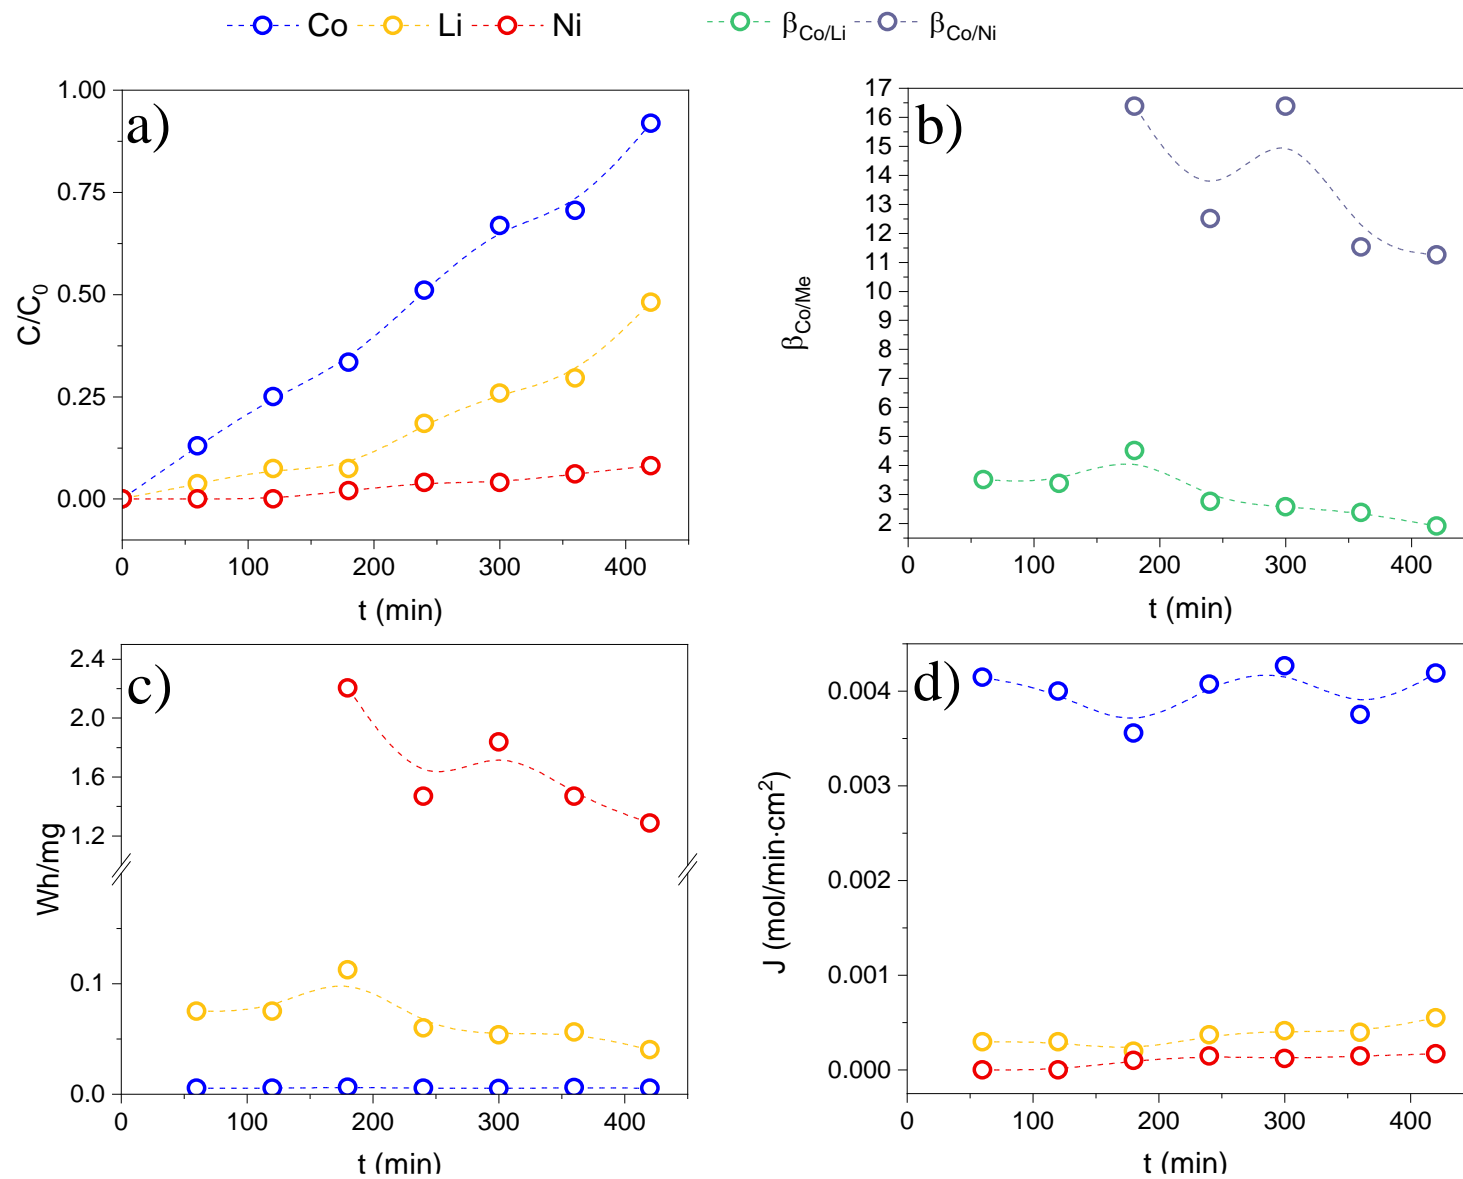 Co Li Ni β_Co/Li β_Co/Ni
a)
1.00
0.75
0.50
0.25
0.00
C/C₀
0 100 200 300 400
t (min)
b)
17
16
15
14
13
12
11
10
9
8
7
6
5
4
3
2
β_Co/Me
0 100 200 300 400
t (min)
c)
2.4
2.0
1.6
1.2
0.1
0.0
Wh/mg
0 100 200 300 400
t (min)
d)
0.004
0.003
0.002
0.001
0.000
J (mol/min·cm²)
0 100 200 300 400
t (min)